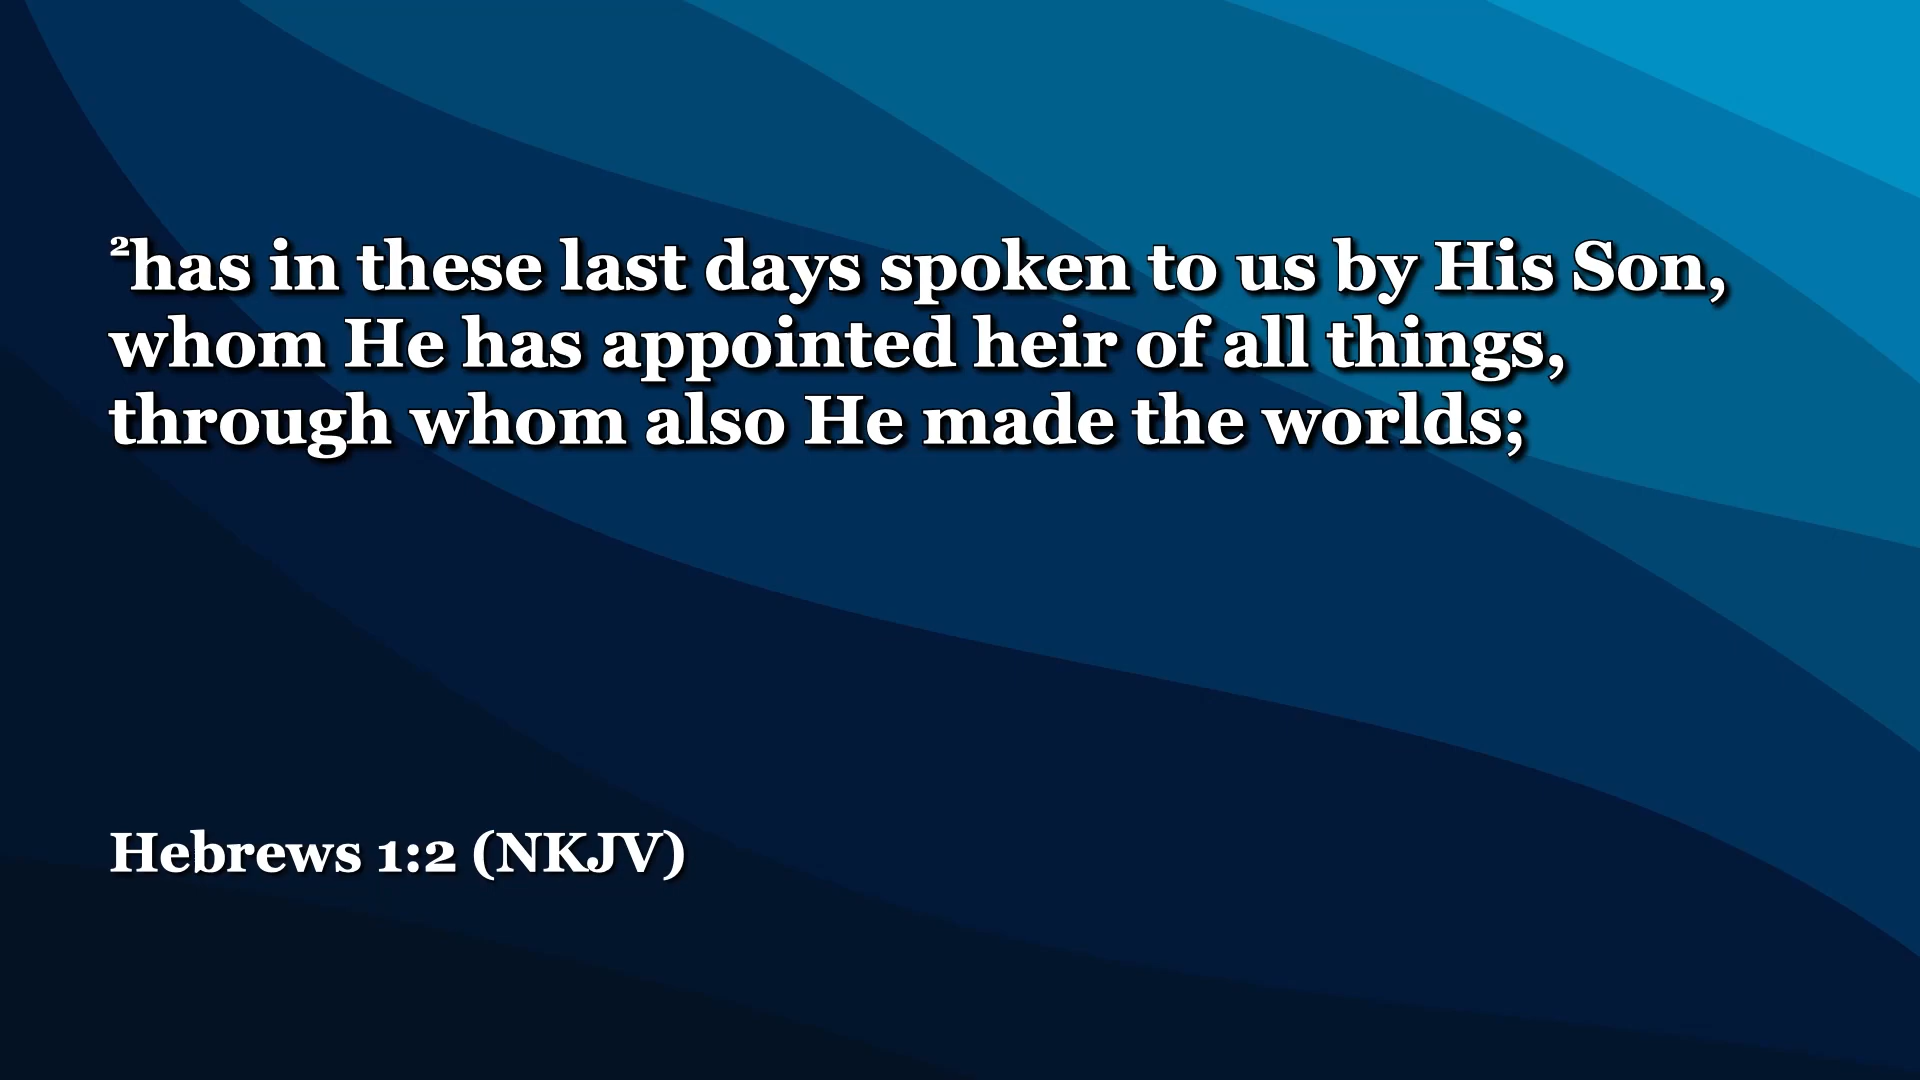 ²has in these last days spoken to us by His Son,
whom He has appointed heir of all things,
through whom also He made the worlds;
Hebrews 1:2 (NKJV)